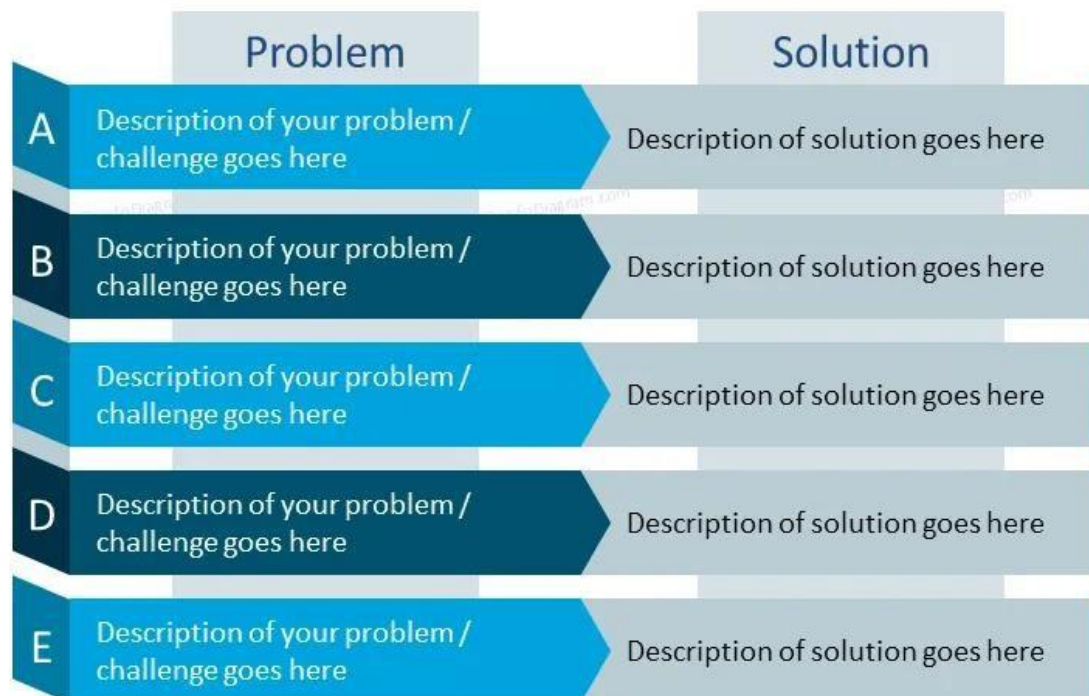 Problem
Solution
A
Description of your problem /
challenge goes here
Description of solution goes here
B
Description of your problem /
challenge goes here
Description of solution goes here
C
Description of your problem /
challenge goes here
Description of solution goes here
D
Description of your problem /
challenge goes here
Description of solution goes here
E
Description of your problem /
challenge goes here
Description of solution goes here